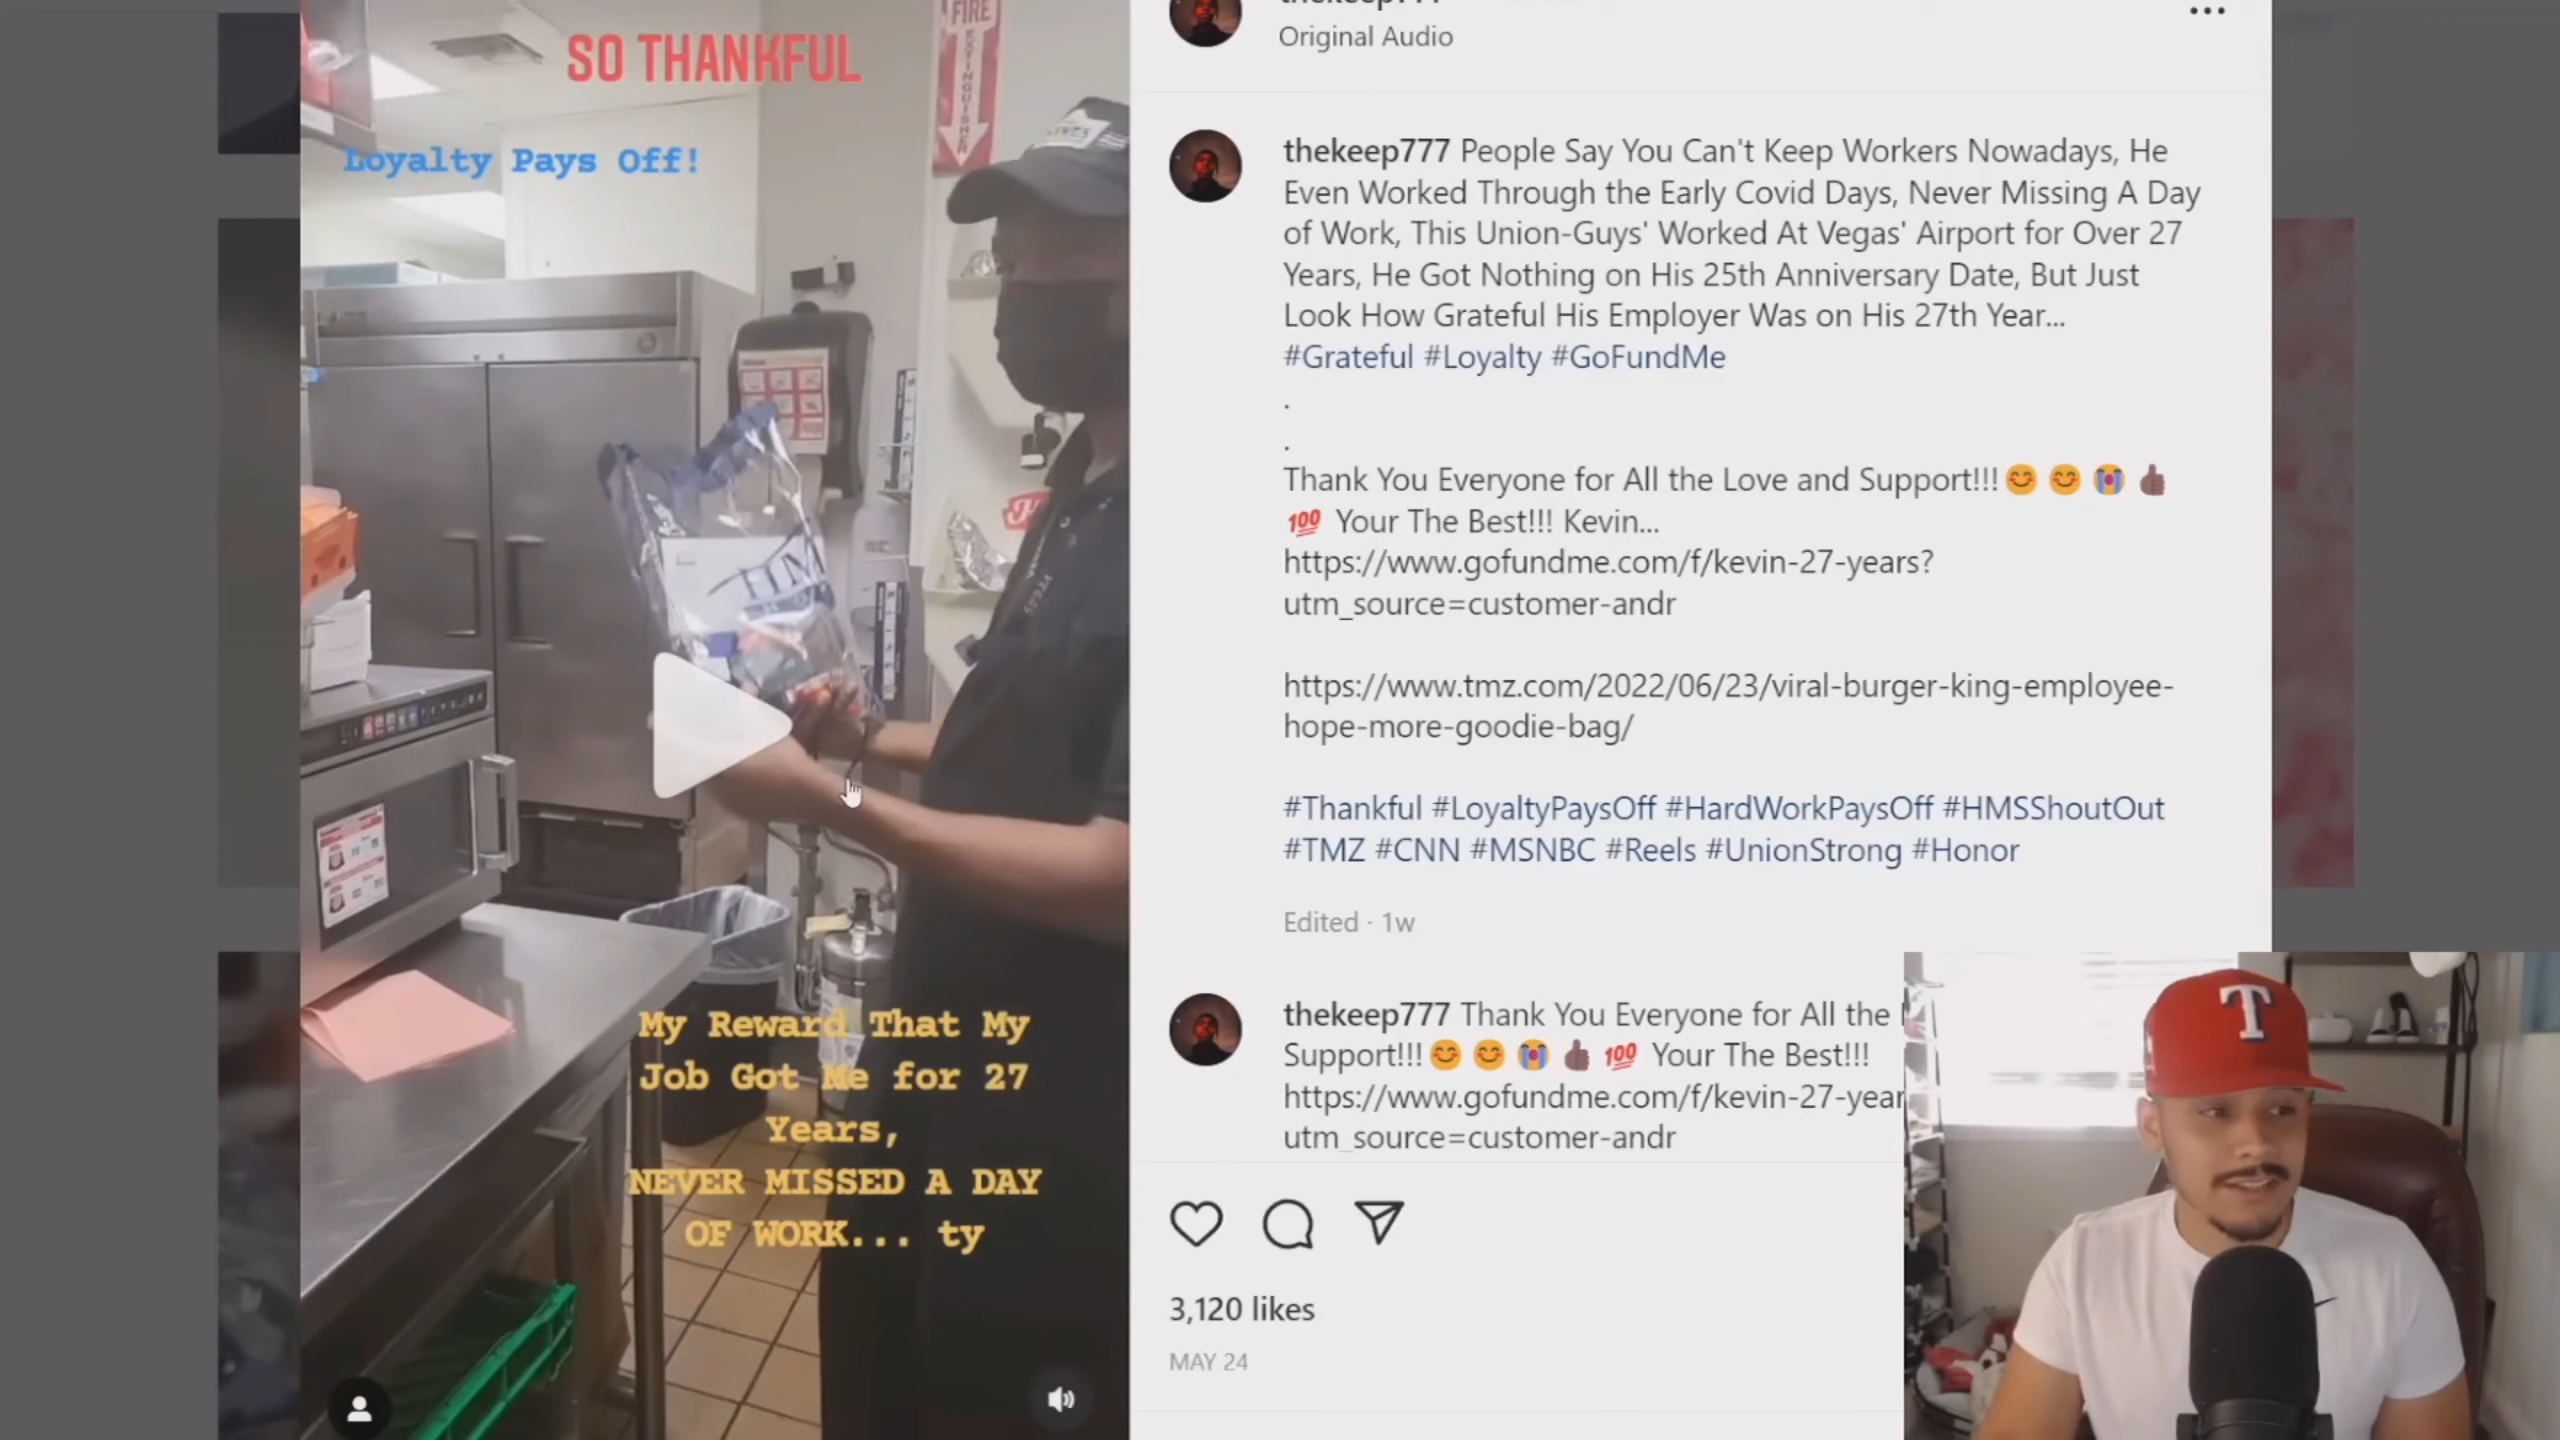 SO THANKFUL
Loyalty Pays Off!
FIRE
EXTINGUISHER
My Reward That My
Job Got Me for 27
Years,
NEVER MISSED A DAY
OF WORK... ty
Original Audio
thekeep777 People Say You Can't Keep Workers Nowadays, He
Even Worked Through the Early Covid Days, Never Missing A Day
of Work, This Union-Guys' Worked At Vegas' Airport for Over 27
Years, He Got Nothing on His 25th Anniversary Date, But Just
Look How Grateful His Employer Was on His 27th Year...
#Grateful #Loyalty #GoFundMe
.
.
Thank You Everyone for All the Love and Support!!!😊 😊 😭 👍🏾
💯 Your The Best!!! Kevin...
https://www.gofundme.com/f/kevin-27-years?
utm_source=customer-andr
https://www.tmz.com/2022/06/23/viral-burger-king-employee-
hope-more-goodie-bag/
#Thankful #LoyaltyPaysOff #HardWorkPaysOff #HMSShoutOut
#TMZ #CNN #MSNBC #Reels #UnionStrong #Honor
Edited · 1w
thekeep777 Thank You Everyone for All the
Support!!!😊 😊 😭 👍🏾 💯 Your The Best!!!
https://www.gofundme.com/f/kevin-27-year
utm_source=customer-andr
3,120 likes
MAY 24
T